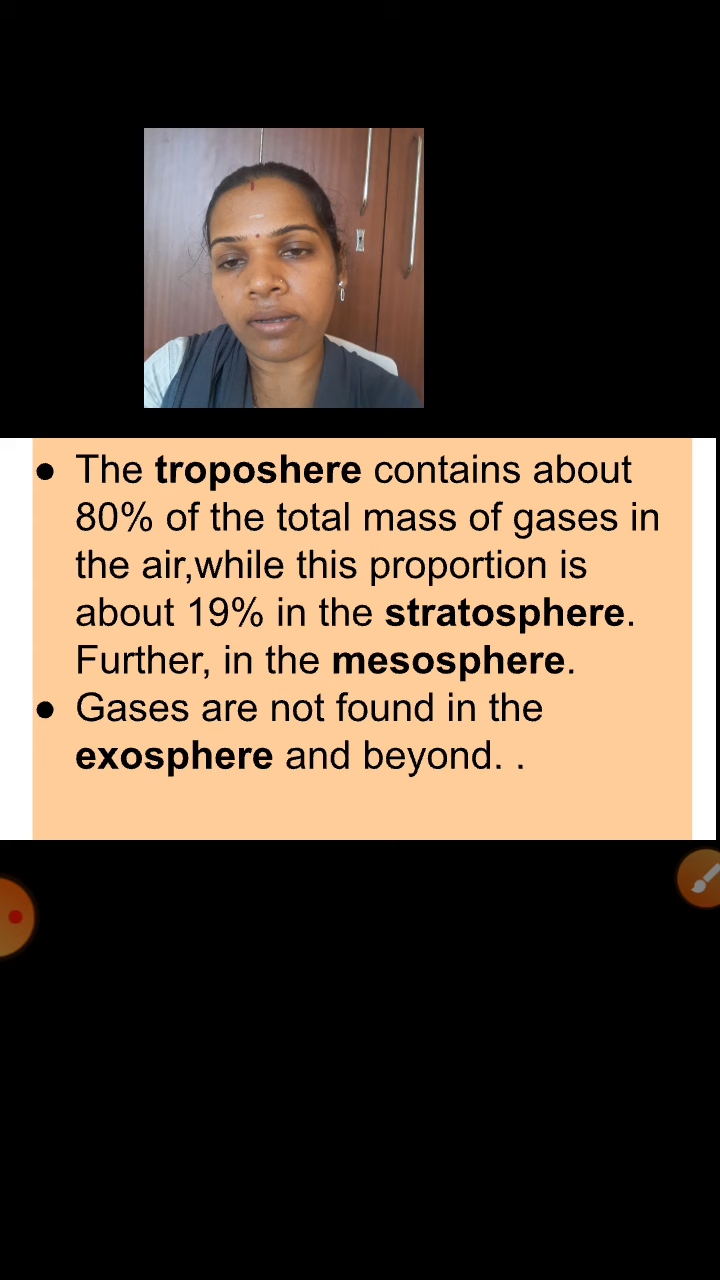 ● The troposhere contains about
80% of the total mass of gases in
the air,while this proportion is
about 19% in the stratosphere.
Further, in the mesosphere.
● Gases are not found in the
exosphere and beyond. .